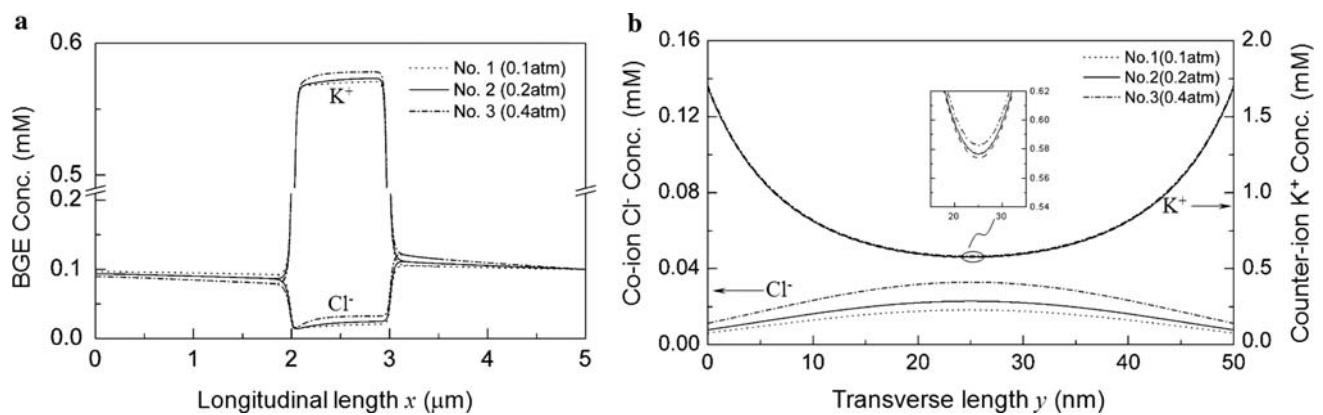 a
BGE Conc. (mM)
0.6
0.5
0.2
0.1
0.0
0 1 2 3 4 5
Longitudinal length x (μm)
No. 1 (0.1atm)
No. 2 (0.2atm)
No. 3 (0.4atm)
K⁺
Cl⁻
b
Co-ion Cl⁻ Conc. (mM)
0.16
0.12
0.08
0.04
0.00
0 10 20 30 40 50
Transverse length y (nm)
No.1(0.1atm)
No.2(0.2atm)
No.3(0.4atm)
0.62
0.60
0.58
0.56
0.54
20 30
K⁺
Cl⁻
2.0
1.5
1.0
0.5
0.0
Counter-ion K⁺ Conc. (mM)